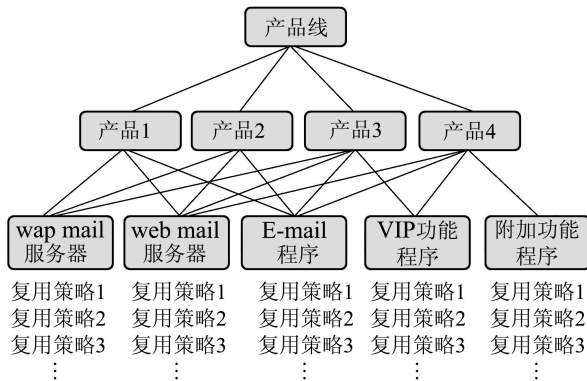 产品线
产品1 产品2 产品3 产品4
wap mail web mail E-mail VIP功能 附加功能
服务器 服务器 程序 程序 程序
复用策略1 复用策略1 复用策略1 复用策略1 复用策略1
复用策略2 复用策略2 复用策略2 复用策略2 复用策略2
复用策略3 复用策略3 复用策略3 复用策略3 复用策略3
⋮ ⋮ ⋮ ⋮ ⋮